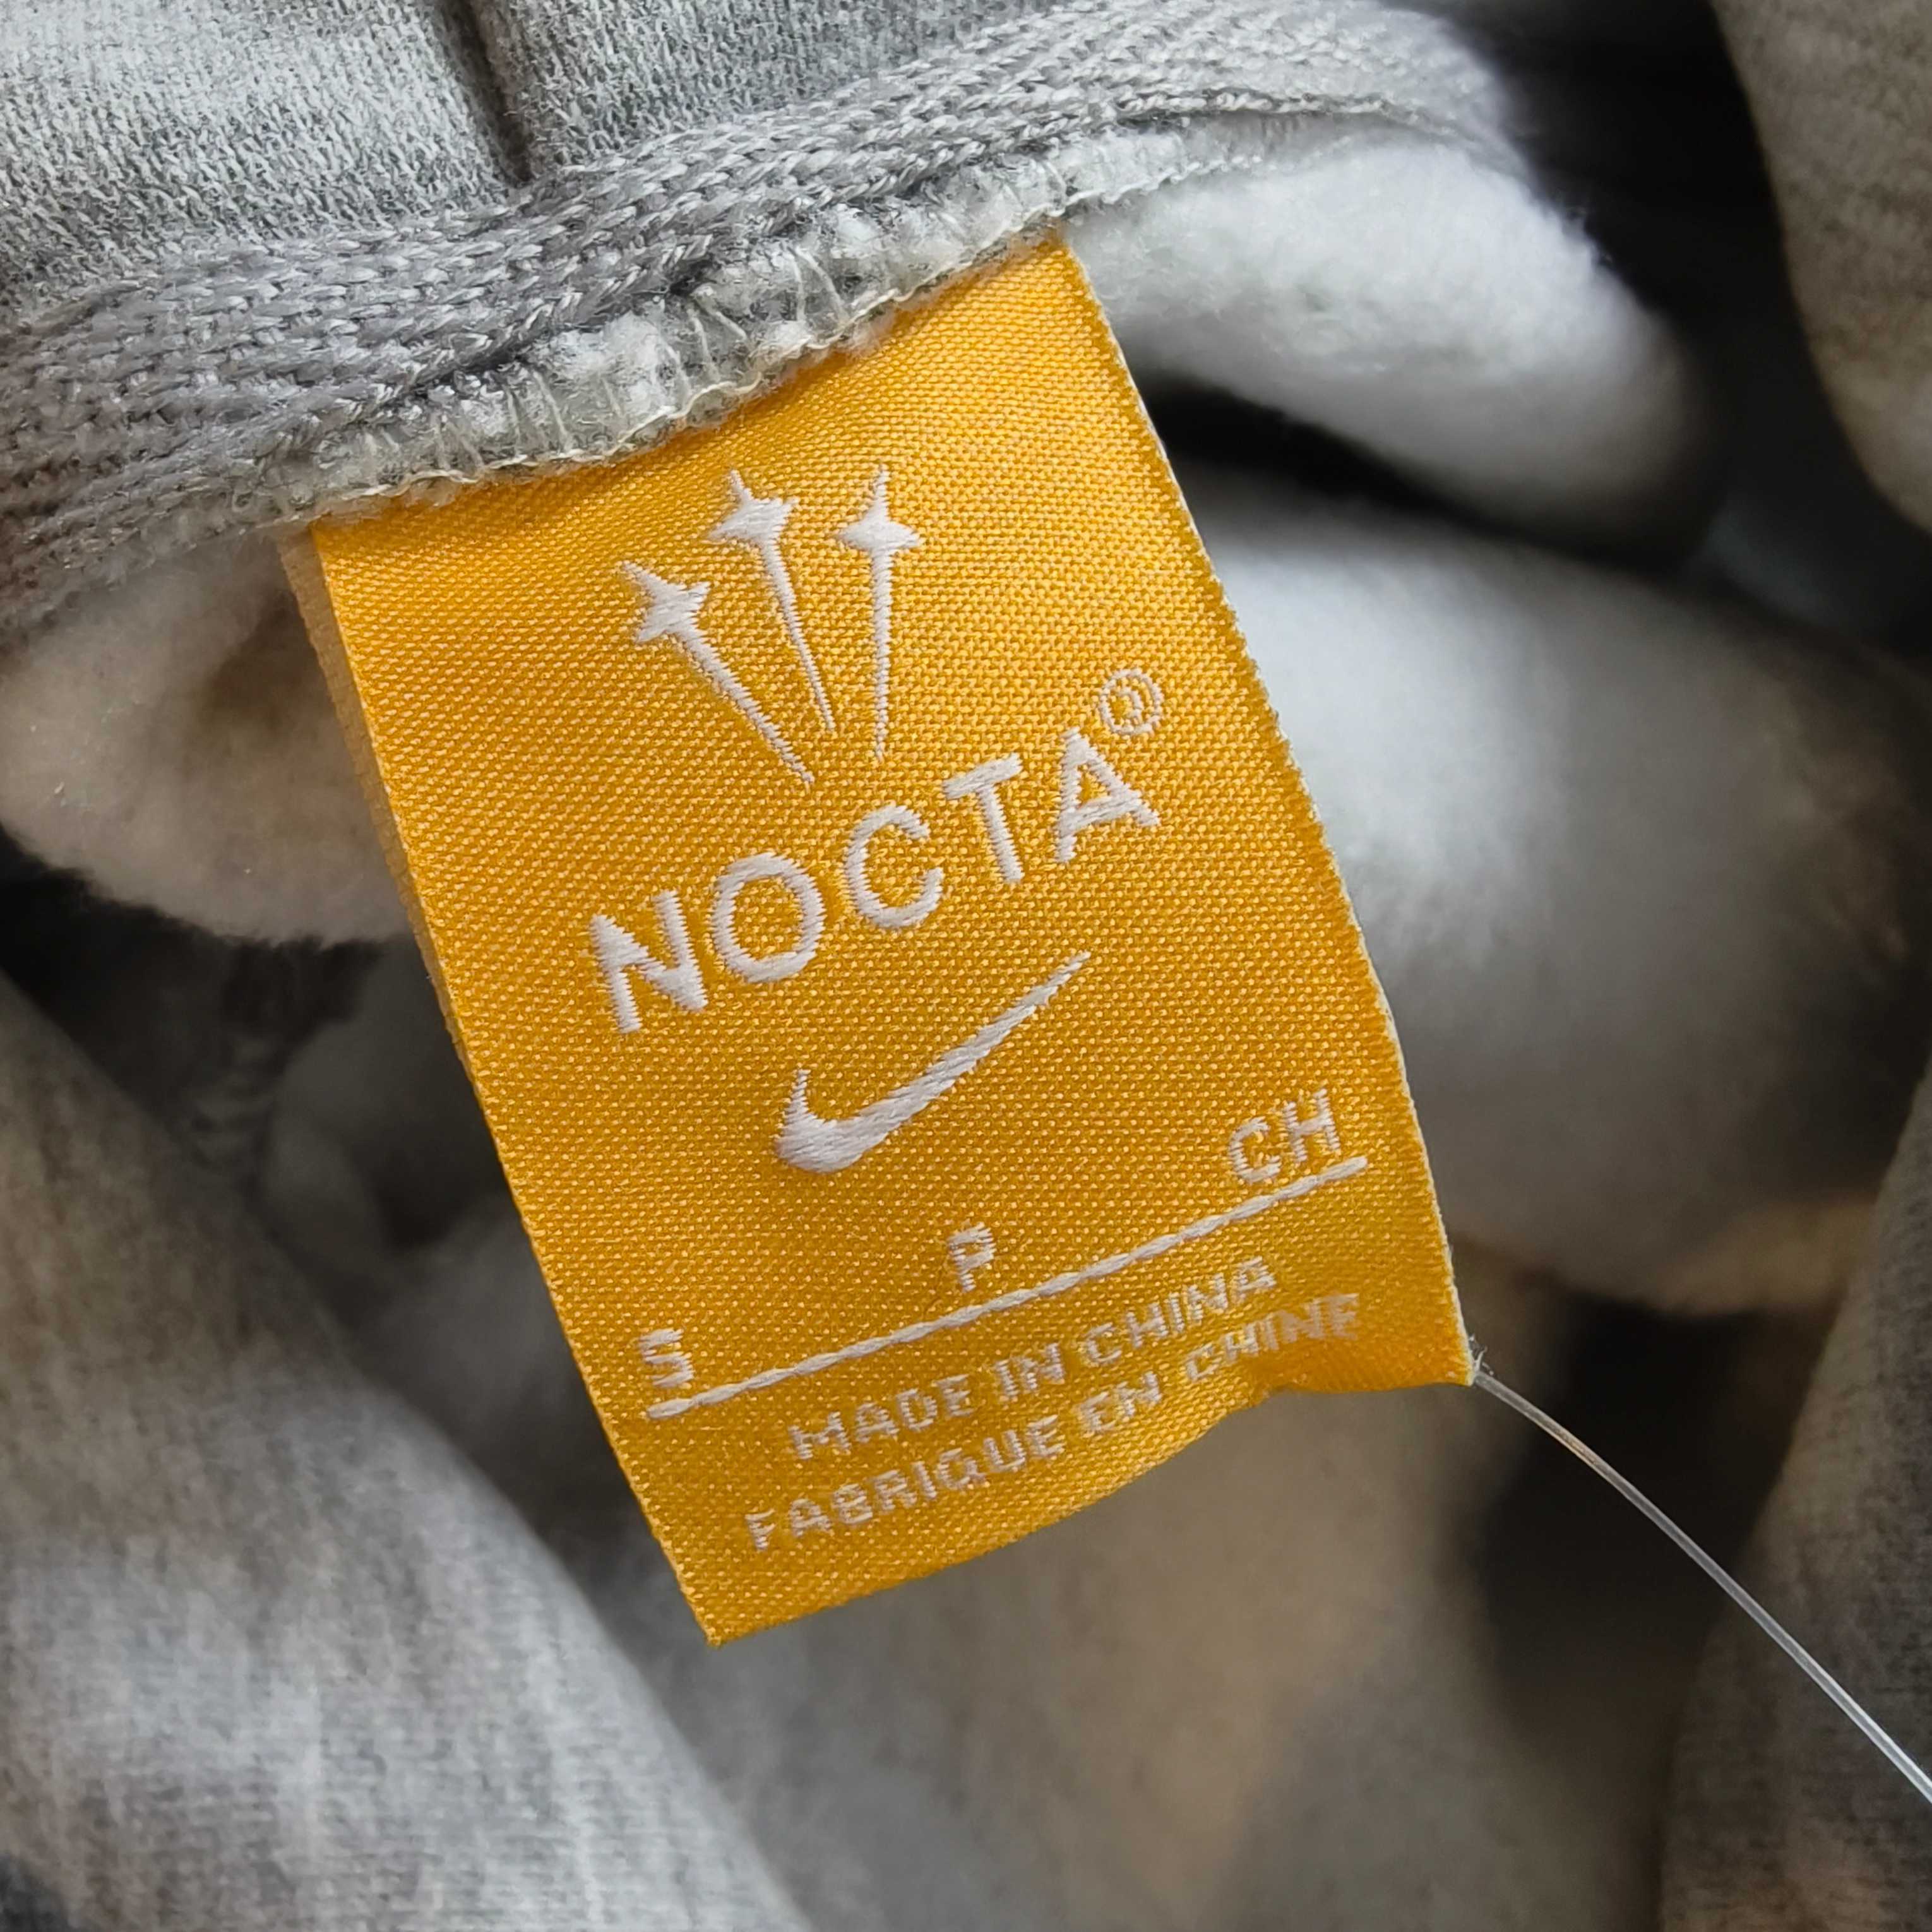 NOCTA®
S P CH
MADE IN CHINA
FABRIQUE EN CHINE